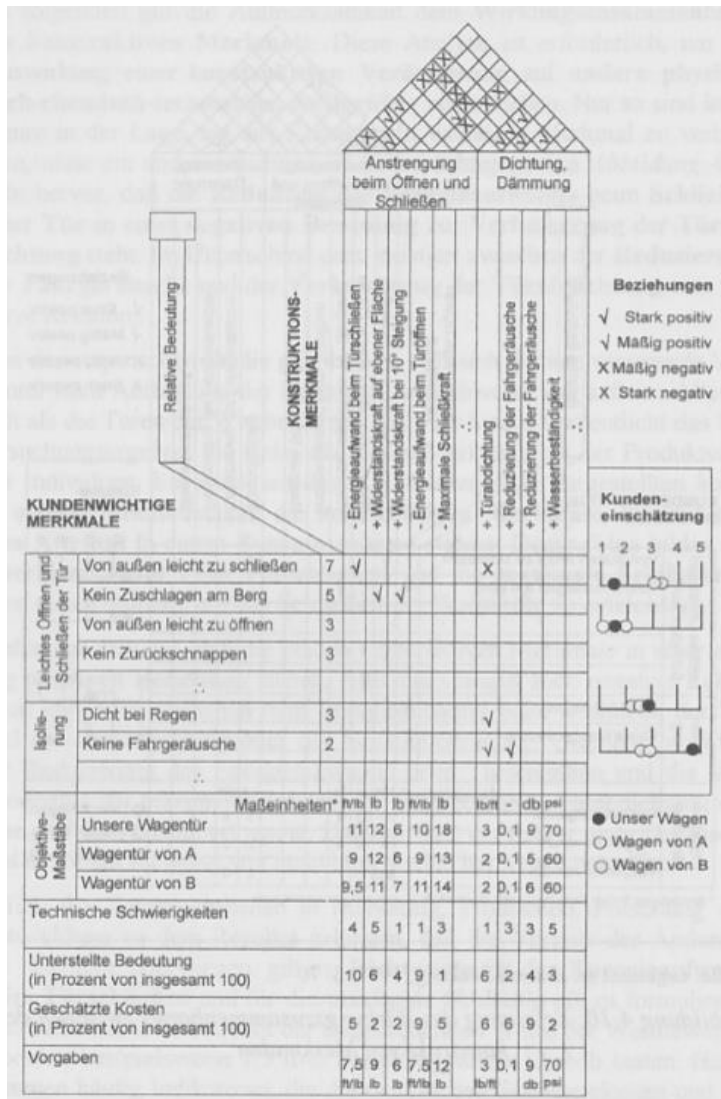 Anstrengung
beim Öffnen und
Schließen
Dichtung,
Dämmung
Beziehungen
√ Stark positiv
√ Mäßig positiv
X Mäßig negativ
X Stark negativ
Relative Bedeutung
KONSTRUKTIONS-
MERKMALE
- Energieaufwand beim Türschließen
+ Widerstandskraft auf ebener Fläche
+ Widerstandskraft bei 10° Steigung
- Energieaufwand beim Türöffnen
- Maximale Schließkraft
+ Türabdichtung
+ Reduzierung der Fahrgeräusche
+ Reduzierung der Fahrgeräusche
+ Wasserbeständigkeit
KUNDENWICHTIGE
MERKMALE
Kunden-
einschätzung
1 2 3 4 5
Leichtes Öffnen und
Schließen der Tür
Von außen leicht zu schließen 7 √ X
Kein Zuschlagen am Berg 5 √ √
Von außen leicht zu öffnen 3
Kein Zurückschnappen 3
Isolie-
rung
Dicht bei Regen 3 √
Keine Fahrgeräusche 2 √ √
Objektive
Maßstäbe
Maßeinheiten* ft/lb lb lb ft/lb lb lb/ft - db psi
Unsere Wagentür 11 12 6 10 18 3 0,1 9 70
Wagentür von A 9 12 6 9 13 2 0,1 5 60
Wagentür von B 9,5 11 7 11 14 2 0,1 6 60
Unser Wagen
Wagen von A
Wagen von B
Technische Schwierigkeiten
4 5 1 1 3 1 3 3 5
Unterstellte Bedeutung
(in Prozent von insgesamt 100) 10 6 4 9 1 6 2 4 3
Geschätzte Kosten
(in Prozent von insgesamt 100) 5 2 2 9 5 6 6 9 2
Vorgaben
7,5 9 6 7.5 12 3 0,1 9 70
ft/lb lb lb ft/lb lb lb/ft db psi